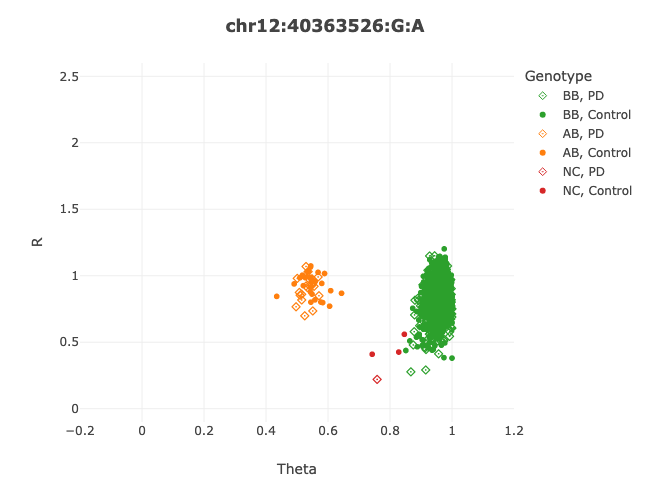 chr12:40363526:G:A
Genotype
BB, PD
BB, Control
AB, PD
AB, Control
NC, PD
NC, Control
2.5
2
1.5
1
0.5
0
R
−0.2 0 0.2 0.4 0.6 0.8 1 1.2
Theta